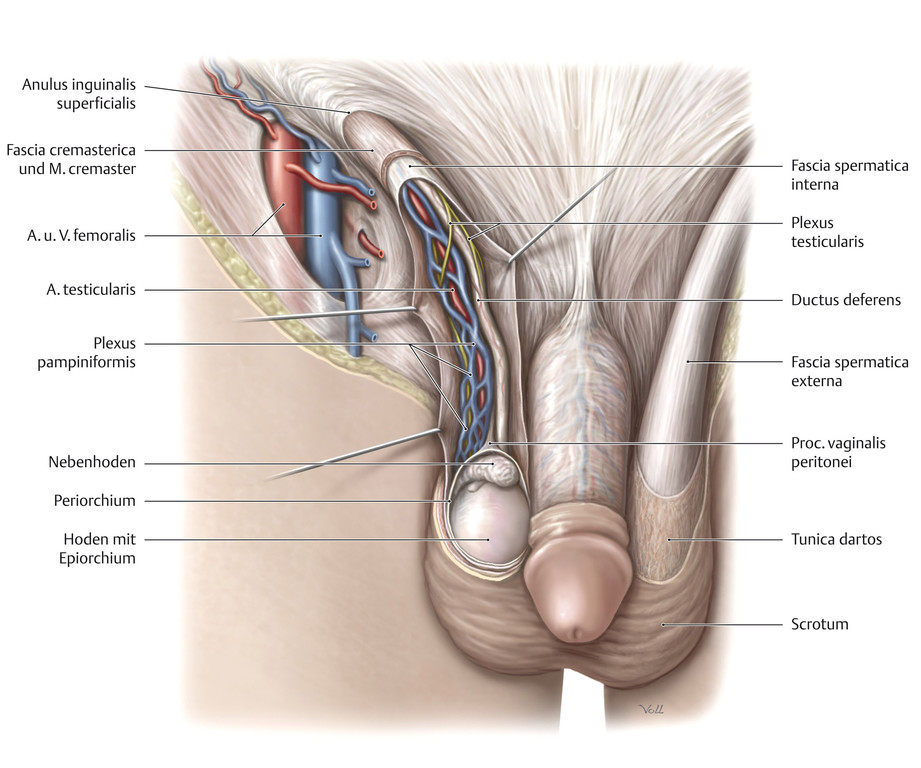 Anulus inguinalis
superficialis
Fascia cremasterica
und M. cremaster
A. u. V. femoralis
A. testicularis
Plexus
pampiniformis
Nebenhoden
Periorchium
Hoden mit
Epiorchium
Fascia spermatica
interna
Plexus
testicularis
Ductus deferens
Fascia spermatica
externa
Proc. vaginalis
peritonei
Tunica dartos
Scrotum
Voll